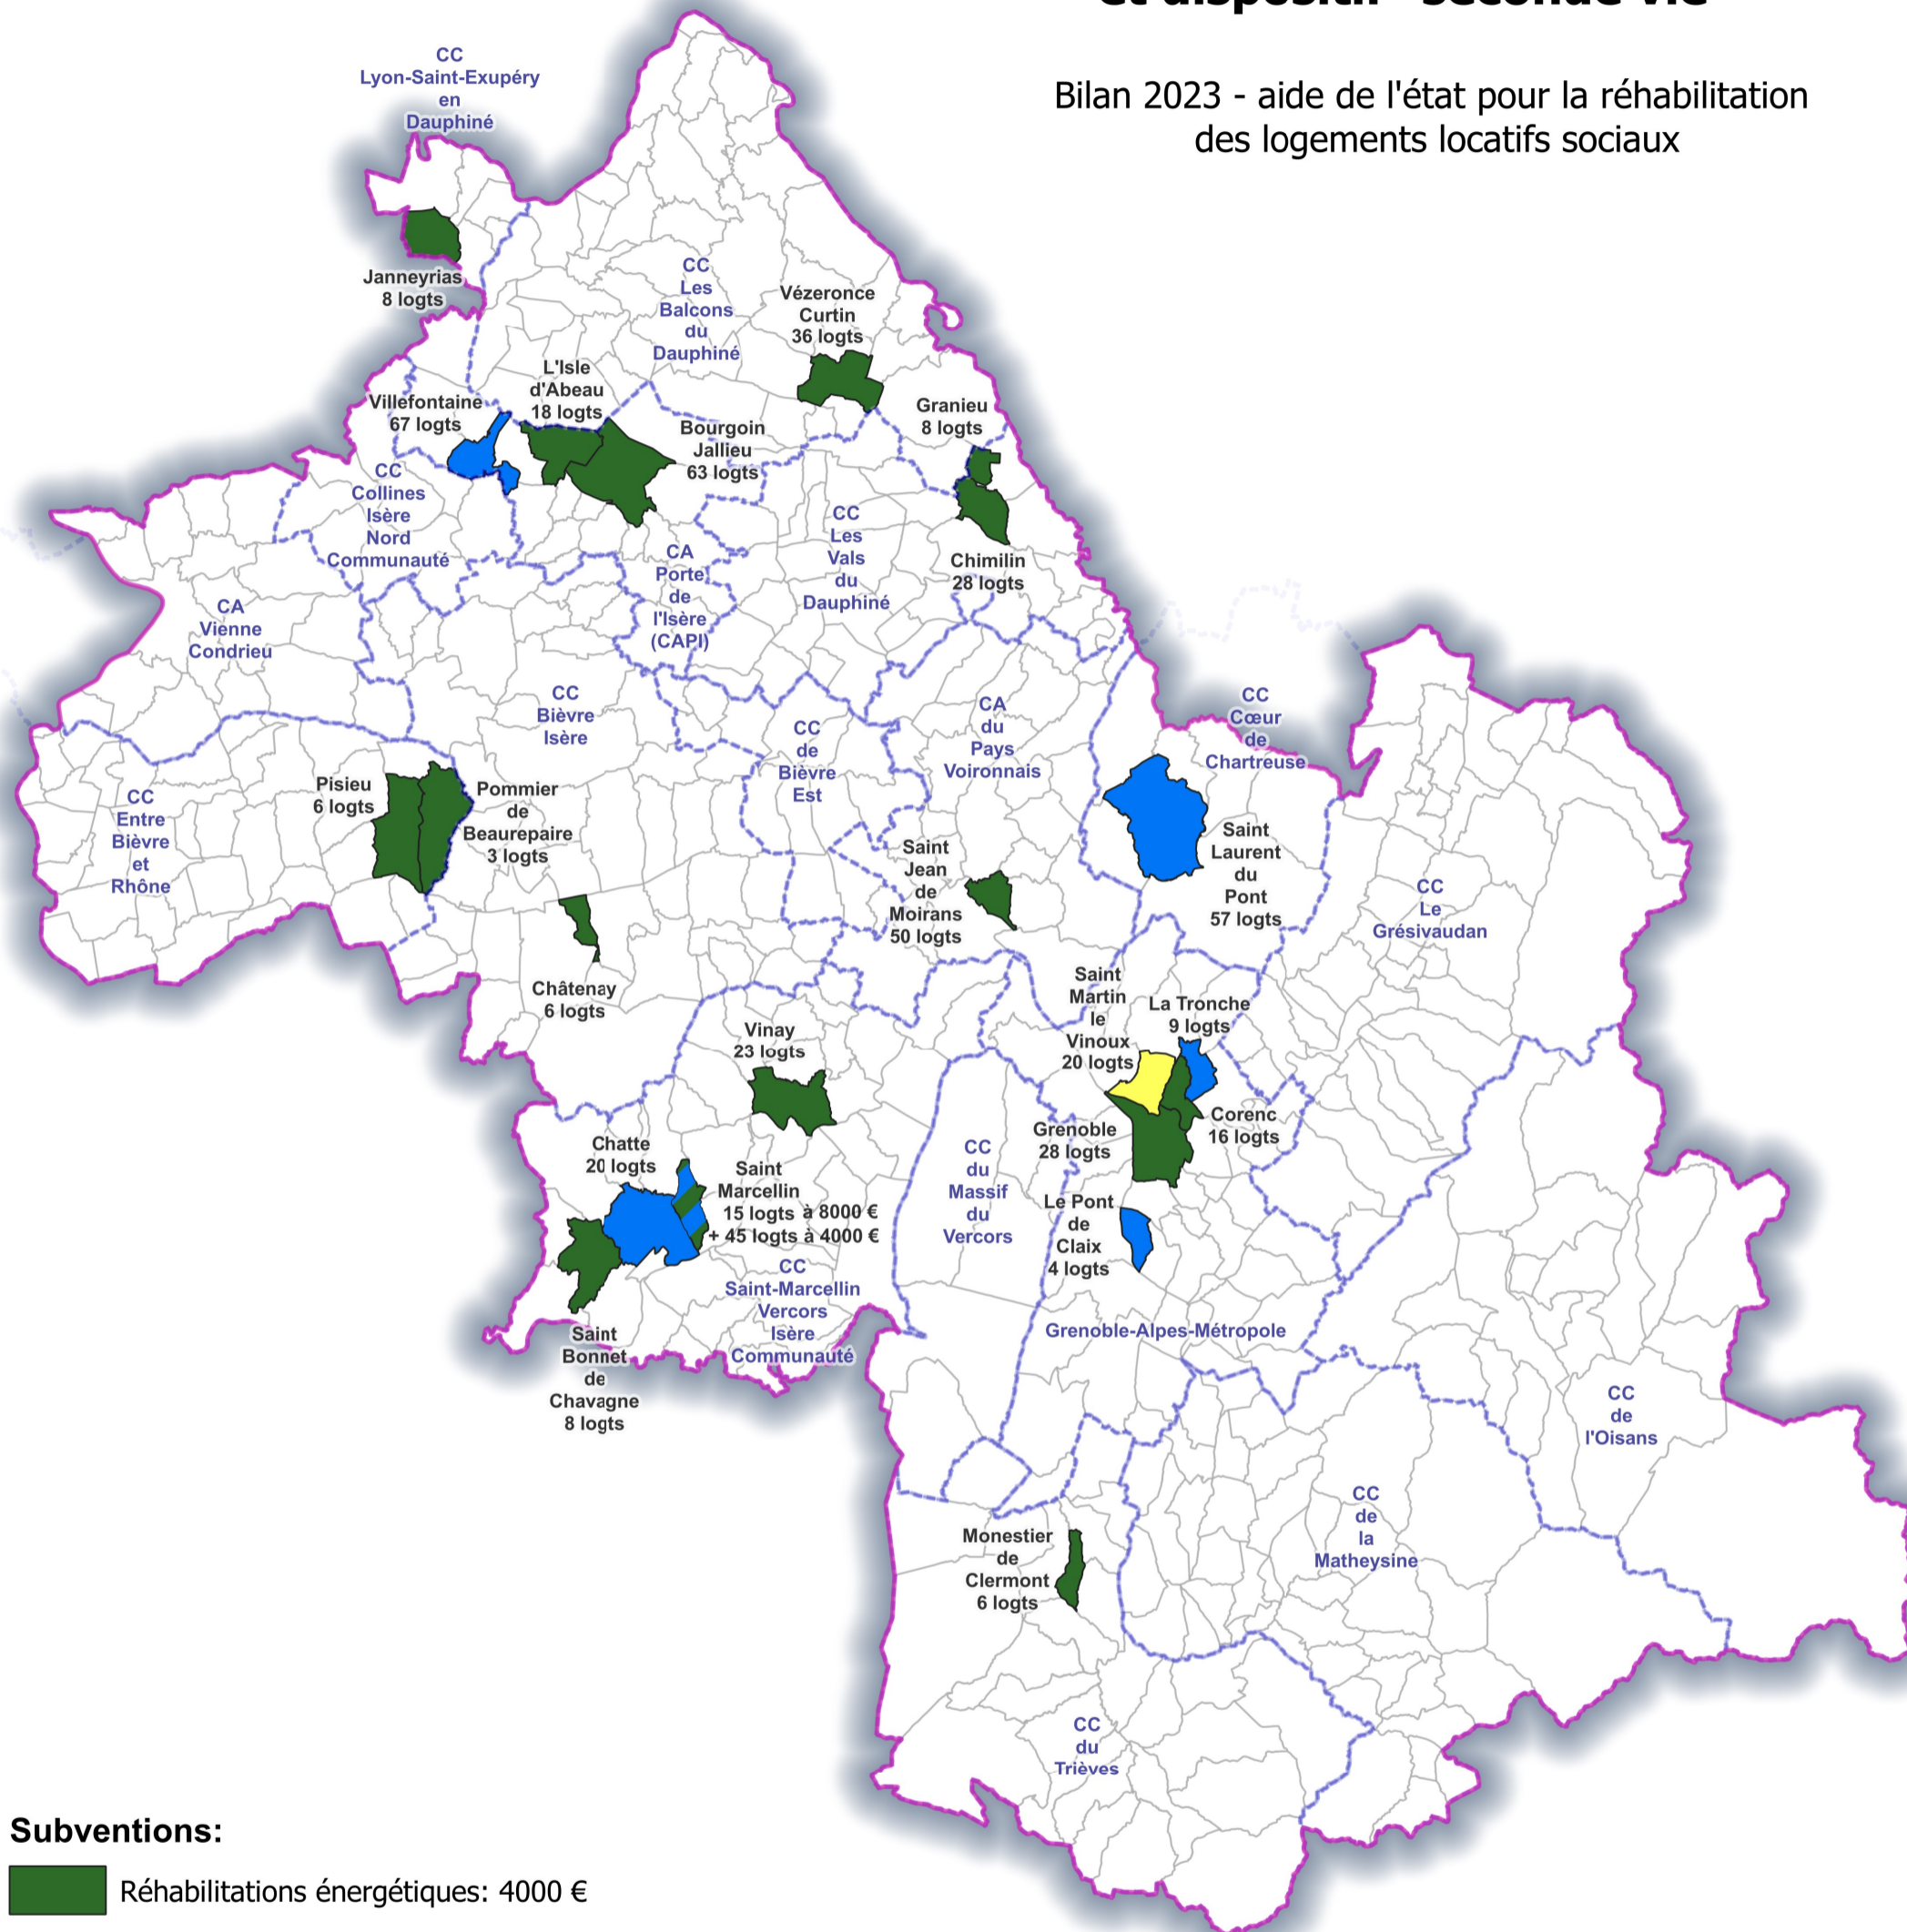 et dispositif "seconde vie"
Bilan 2023 - aide de l'état pour la réhabilitation
des logements locatifs sociaux
CC
Lyon-Saint-Exupéry
en
Dauphiné
Janneyrias
8 logts
CC
Les
Balcons
du
Dauphiné
Vézeronce
Curtin
36 logts
L'Isle
d'Abeau
18 logts
Villefontaine
67 logts
Bourgoin
Jallieu
63 logts
Granieu
8 logts
CC
Collines
Isère
Nord
Communauté
CC
Les
Vals
du
Dauphiné
Chimilin
28 logts
CA
Porte
de
l'Isère
(CAPI)
CA
Vienne
Condrieu
CC
Bièvre
Isère
CC
de
Bièvre
Est
CA
du
Pays
Voironnais
CC
Cœur
de
Chartreuse
Pisieu
6 logts
Pommier
de
Beaurepaire
3 logts
CC
Entre
Bièvre
et
Rhône
Saint
Jean
de
Moirans
50 logts
Saint
Laurent
du
Pont
57 logts
CC
Le
Grésivaudan
Châtenay
6 logts
Vinay
23 logts
Saint
Martin
le
Vinoux
20 logts
La Tronche
9 logts
Corenc
16 logts
Grenoble
28 logts
Chatte
20 logts
Saint
Marcellin
15 logts à 8000 €
+ 45 logts à 4000 €
CC
du
Massif
du
Vercors
Le Pont
de
Claix
4 logts
CC
Saint-Marcellin
Vercors
Isère
Communauté
Grenoble-Alpes-Métropole
Saint
Bonnet
de
Chavagne
8 logts
CC
de
l'Oisans
CC
de
la
Matheysine
Monestier
de
Clermont
6 logts
CC
du
Trièves
Subventions:
Réhabilitations énergétiques: 4000 €